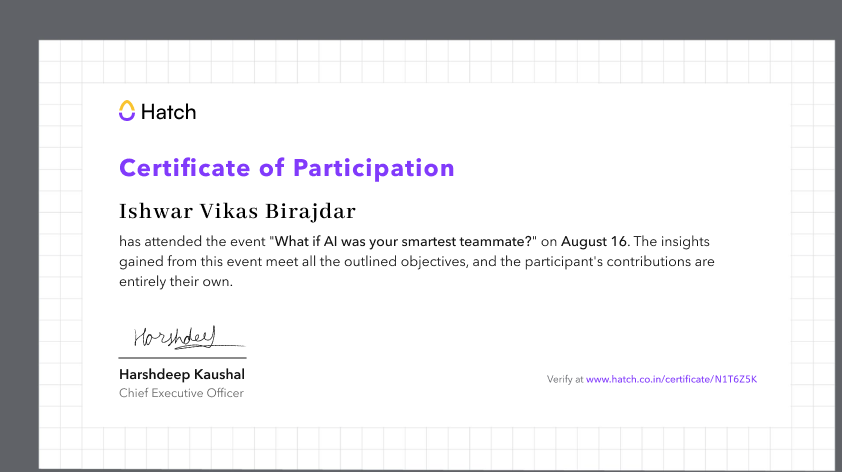 Hatch
Certificate of Participation
Ishwar Vikas Birajdar
has attended the event "What if AI was your smartest teammate?" on August 16. The insights
gained from this event meet all the outlined objectives, and the participant's contributions are
entirely their own.
Harshdeep
Harshdeep Kaushal
Chief Executive Officer
Verify at www.hatch.co.in/certificate/N1T6Z5K